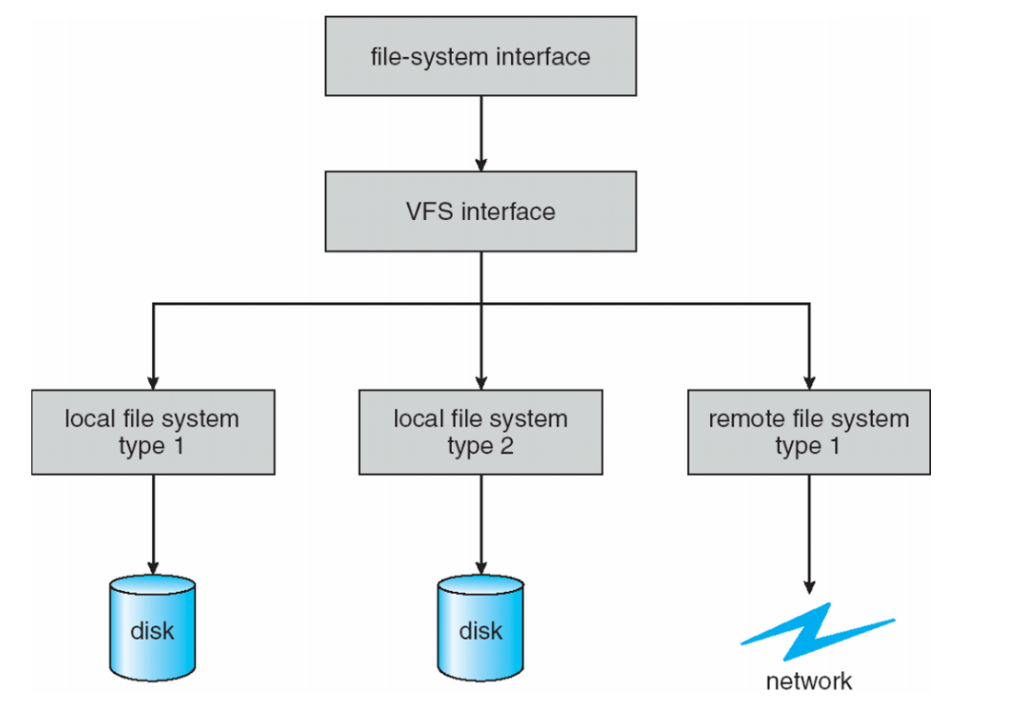 file-system interface
VFS interface
local file system
type 1
local file system
type 2
remote file system
type 1
disk
disk
network